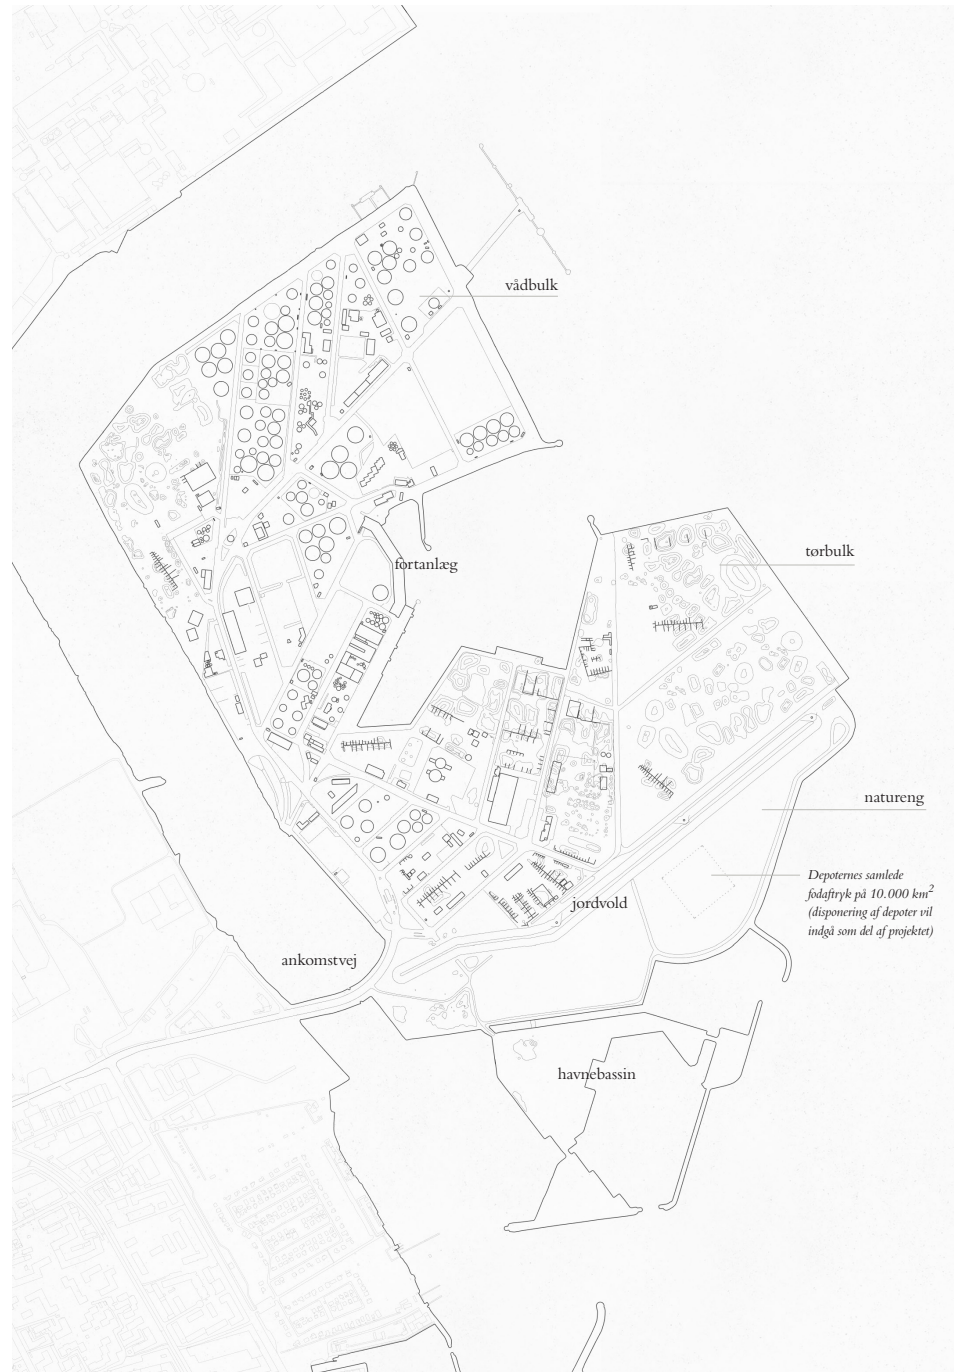 vådbulk
tørbulk
fortanlæg
natureng
Depoternes samlede
fodaftryk på 10.000 km²
(disponering af depoter vil
indgå som del af projektet)
jordvold
ankomstvej
havnebassin